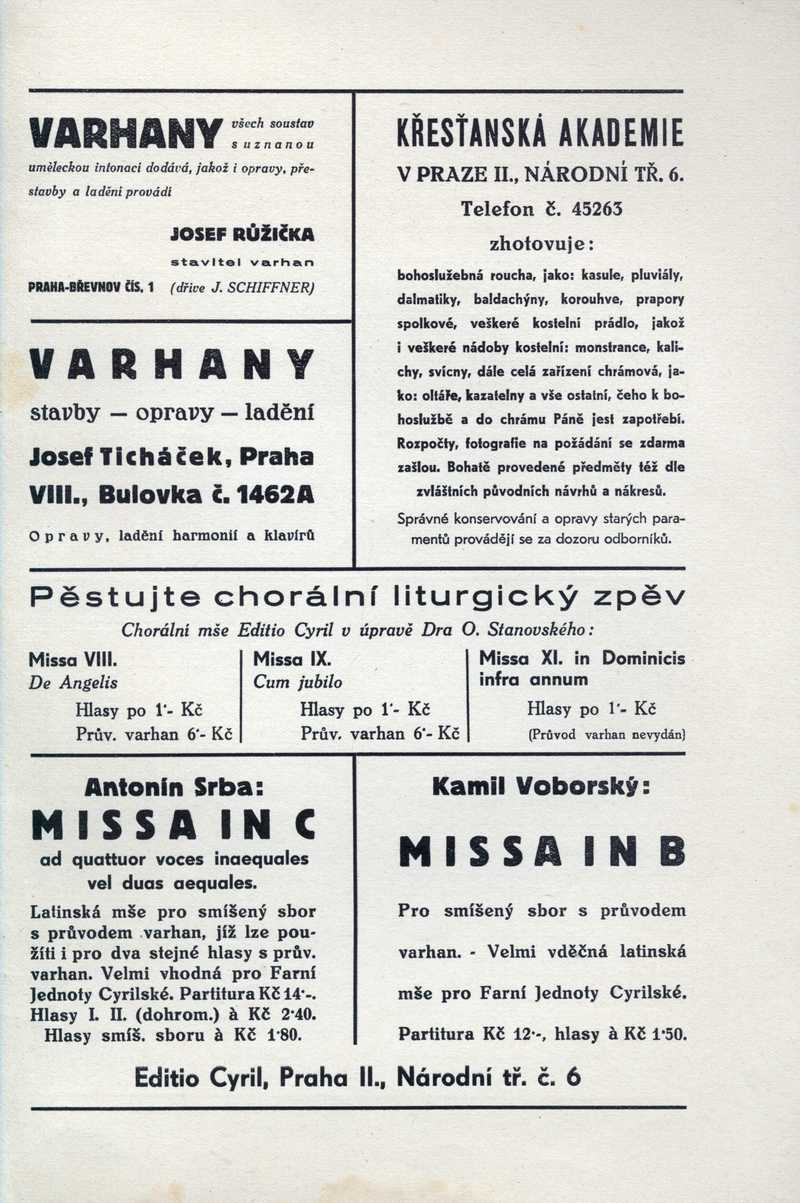 VARHANY všech soustav
s uznanou
uměleckou intonaci dodává, jakož i opravy, pře-
stavby a ladění provádí
JOSEF RŮŽIČKA
stavitel varhan
PRAHA-BŘEVNOV ČÍS. 1 (dříve J. SCHIFFNER)
VARHANY
stavby — opravy — ladění
Josef Ticháček, Praha
VIII., Bulovka č. 1462A
Opravy, ladění harmonií a klavírů
KŘESŤANSKÁ AKADEMIE
V PRAZE II., NÁRODNÍ TŘ. 6.
Telefon č. 45263
zhotovuje:
bohoslužebná roucha, jako: kasule, pluviály,
dalmatiky, baldachýny, korouhve, prapory
spolkové, veškeré kostelní prádlo, jakož
i veškeré nádoby kostelní: monstrance, kali-
chy, svícny, dále celá zařízení chrámová, ja-
ko: oltáře, kazatelny a vše ostatní, čeho k bo-
hoslužbě a do chrámu Páně jest zapotřebí.
Rozpočty, fotografie na požádání se zdarma
zašlou. Bohatě provedené předměty též dle
zvláštních původních návrhů a nákresů.
Správné konservování a opravy starých para-
mentů provádějí se za dozoru odborníků.
Pěstujte chorální liturgický zpěv
Chorální mše Editio Cyril v úpravě Dra O. Stanovského:
Missa VIII.
De Angelis
Hlasy po 1·- Kč
Prův. varhan 6·- Kč
Missa IX.
Cum jubilo
Hlasy po 1·- Kč
Prův. varhan 6·- Kč
Missa XI. in Dominicis
infra annum
Hlasy po 1·- Kč
(Průvod varhan nevydán)
Antonín Srba:
MISSA IN C
ad quattuor voces inaequales
vel duas aequales.
Latinská mše pro smíšený sbor
s průvodem varhan, jíž lze pou-
žíti i pro dva stejné hlasy s prův.
varhan. Velmi vhodná pro Farní
Jednoty Cyrilské. Partitura Kč 14·-.
Hlasy I. II. (dohrom.) à Kč 2·40.
Hlasy smíš. sboru à Kč 1·80.
Kamil Voborský:
MISSA IN B
Pro smíšený sbor s průvodem
varhan. - Velmi vděčná latinská
mše pro Farní Jednoty Cyrilské.
Partitura Kč 12·-, hlasy à Kč 1·50.
Editio Cyril, Praha II., Národní tř. č. 6